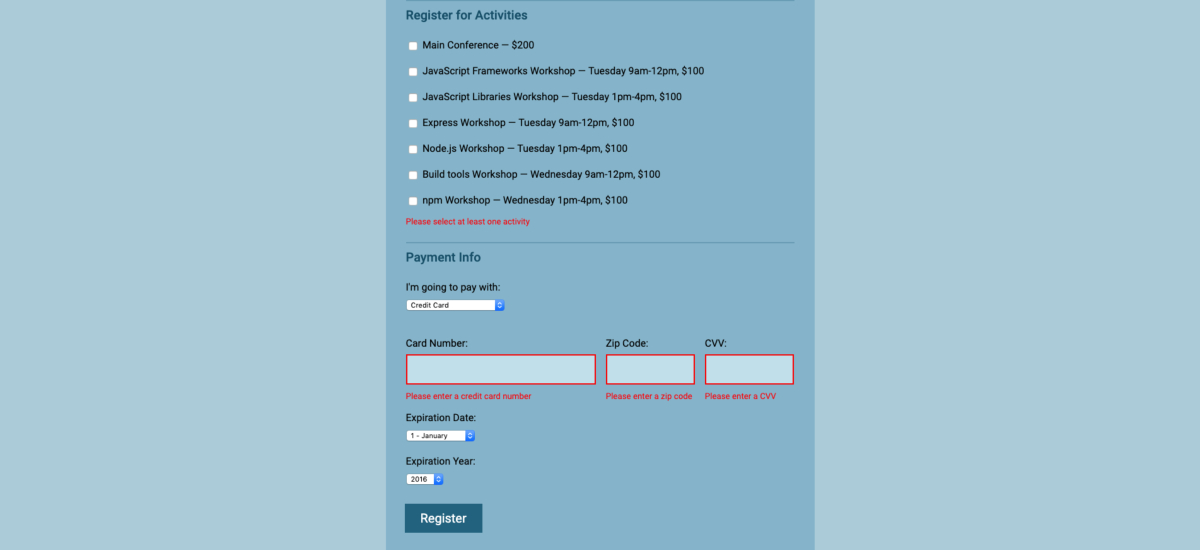 Register for Activities
Main Conference — $200
JavaScript Frameworks Workshop — Tuesday 9am-12pm, $100
JavaScript Libraries Workshop — Tuesday 1pm-4pm, $100
Express Workshop — Tuesday 9am-12pm, $100
Node.js Workshop — Tuesday 1pm-4pm, $100
Build tools Workshop — Wednesday 9am-12pm, $100
npm Workshop — Wednesday 1pm-4pm, $100
Please select at least one activity
Payment Info
I'm going to pay with:
Credit Card
Card Number: Zip Code: CVV:
Please enter a credit card number Please enter a zip code Please enter a CVV
Expiration Date:
1 - January
Expiration Year:
2016
Register